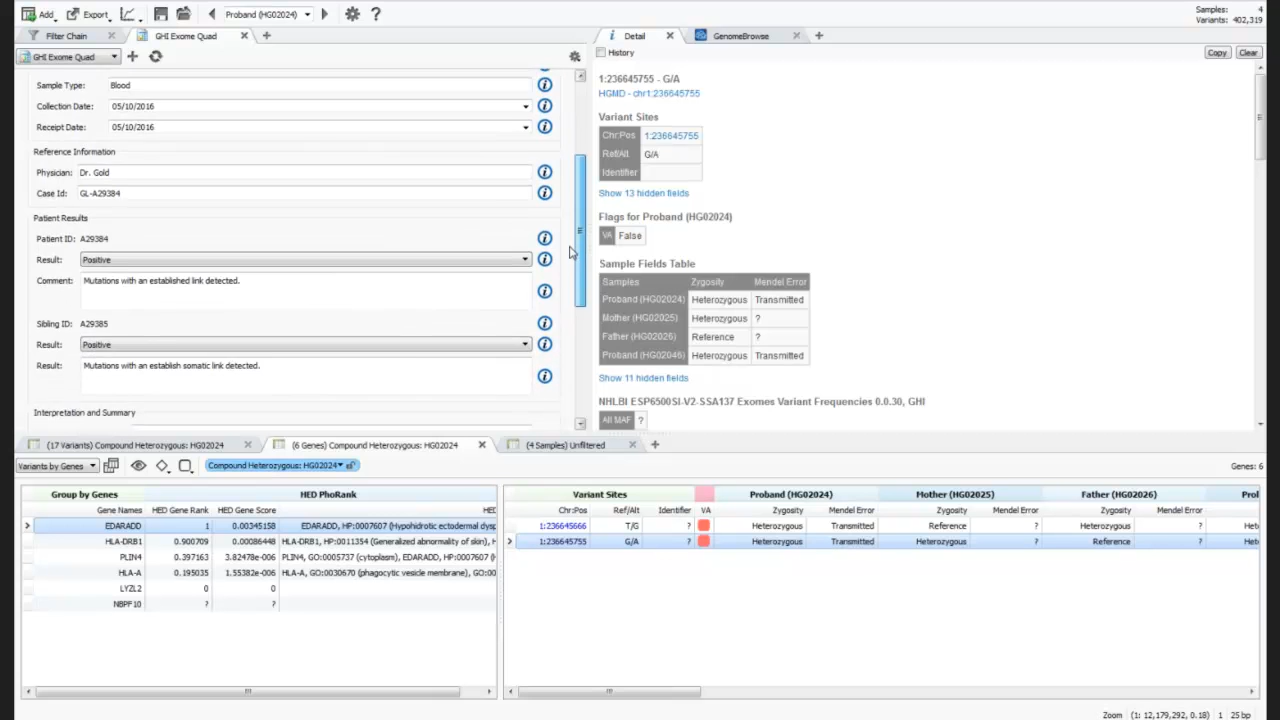 Add Export Proband (HG02024) ?
Samples: 4
Variants: 402,319
Filter Chain GHI Exome Quad
Detail GenomeBrowse
GHI Exome Quad
History Copy Clear
Sample Type: Blood
Collection Date: 05/10/2016
Receipt Date: 05/10/2016
Reference Information
Physician: Dr. Gold
Case Id: GL-A29384
Patient Results
Patient ID: A29384
Result: Positive
Comment: Mutations with an established link detected.
Sibling ID: A29385
Result: Positive
Result: Mutations with an establish somatic link detected.
Interpretation and Summary
1:236645755 - G/A
HGMD - chr1:236645755
Variant Sites
Chr:Pos 1:236645755
Ref/Alt G/A
Identifier
Show 13 hidden fields
Flags for Proband (HG02024)
VA False
Sample Fields Table
Samples Zygosity Mendel Error
Proband (HG02024) Heterozygous Transmitted
Mother (HG02025) Heterozygous ?
Father (HG02026) Reference ?
Proband (HG02046) Heterozygous Transmitted
Show 11 hidden fields
NHLBI ESP6500SI-V2-SSA137 Exomes Variant Frequencies 0.0.30, GHI
All MAF ?
(17 Variants) Compound Heterozygous: HG02024 (6 Genes) Compound Heterozygous: HG02024 (4 Samples) Unfiltered
Variants by Genes Compound Heterozygous: HG02024 Genes: 6
Group by Genes HED PhoRank
Gene Names HED Gene Rank HED Gene Score HED
EDARADD 1 0.00345158 EDARADD, HP:0007607 (Hypohidrotic ectodermal dysp
HLA-DRB1 0.900709 0.00086448 HLA-DRB1, HP:0011354 (Generalized abnormality of skin), H
PLIN4 0.397163 3.82478e-006 PLIN4, GO:0005737 (cytoplasm), EDARADD, HP:0007607 (H
HLA-A 0.195035 1.55382e-006 HLA-A, GO:0030670 (phagocytic vesicle membrane), GO:00
LYZL2 0 0
NBPF10 ? ?
Variant Sites Proband (HG02024) Mother (HG02025) Father (HG02026) Prol
Chr:Pos Ref/Alt Identifier VA Zygosity Mendel Error Zygosity Mendel Error Zygosity Mendel Error
1:236645666 T/G ? Heterozygous Transmitted Reference ? Heterozygous ? Hete
1:236645755 G/A ? Heterozygous Transmitted Heterozygous ? Reference ? Hete
Zoom (1: 12,179,292, 0.18) 1 25 bp